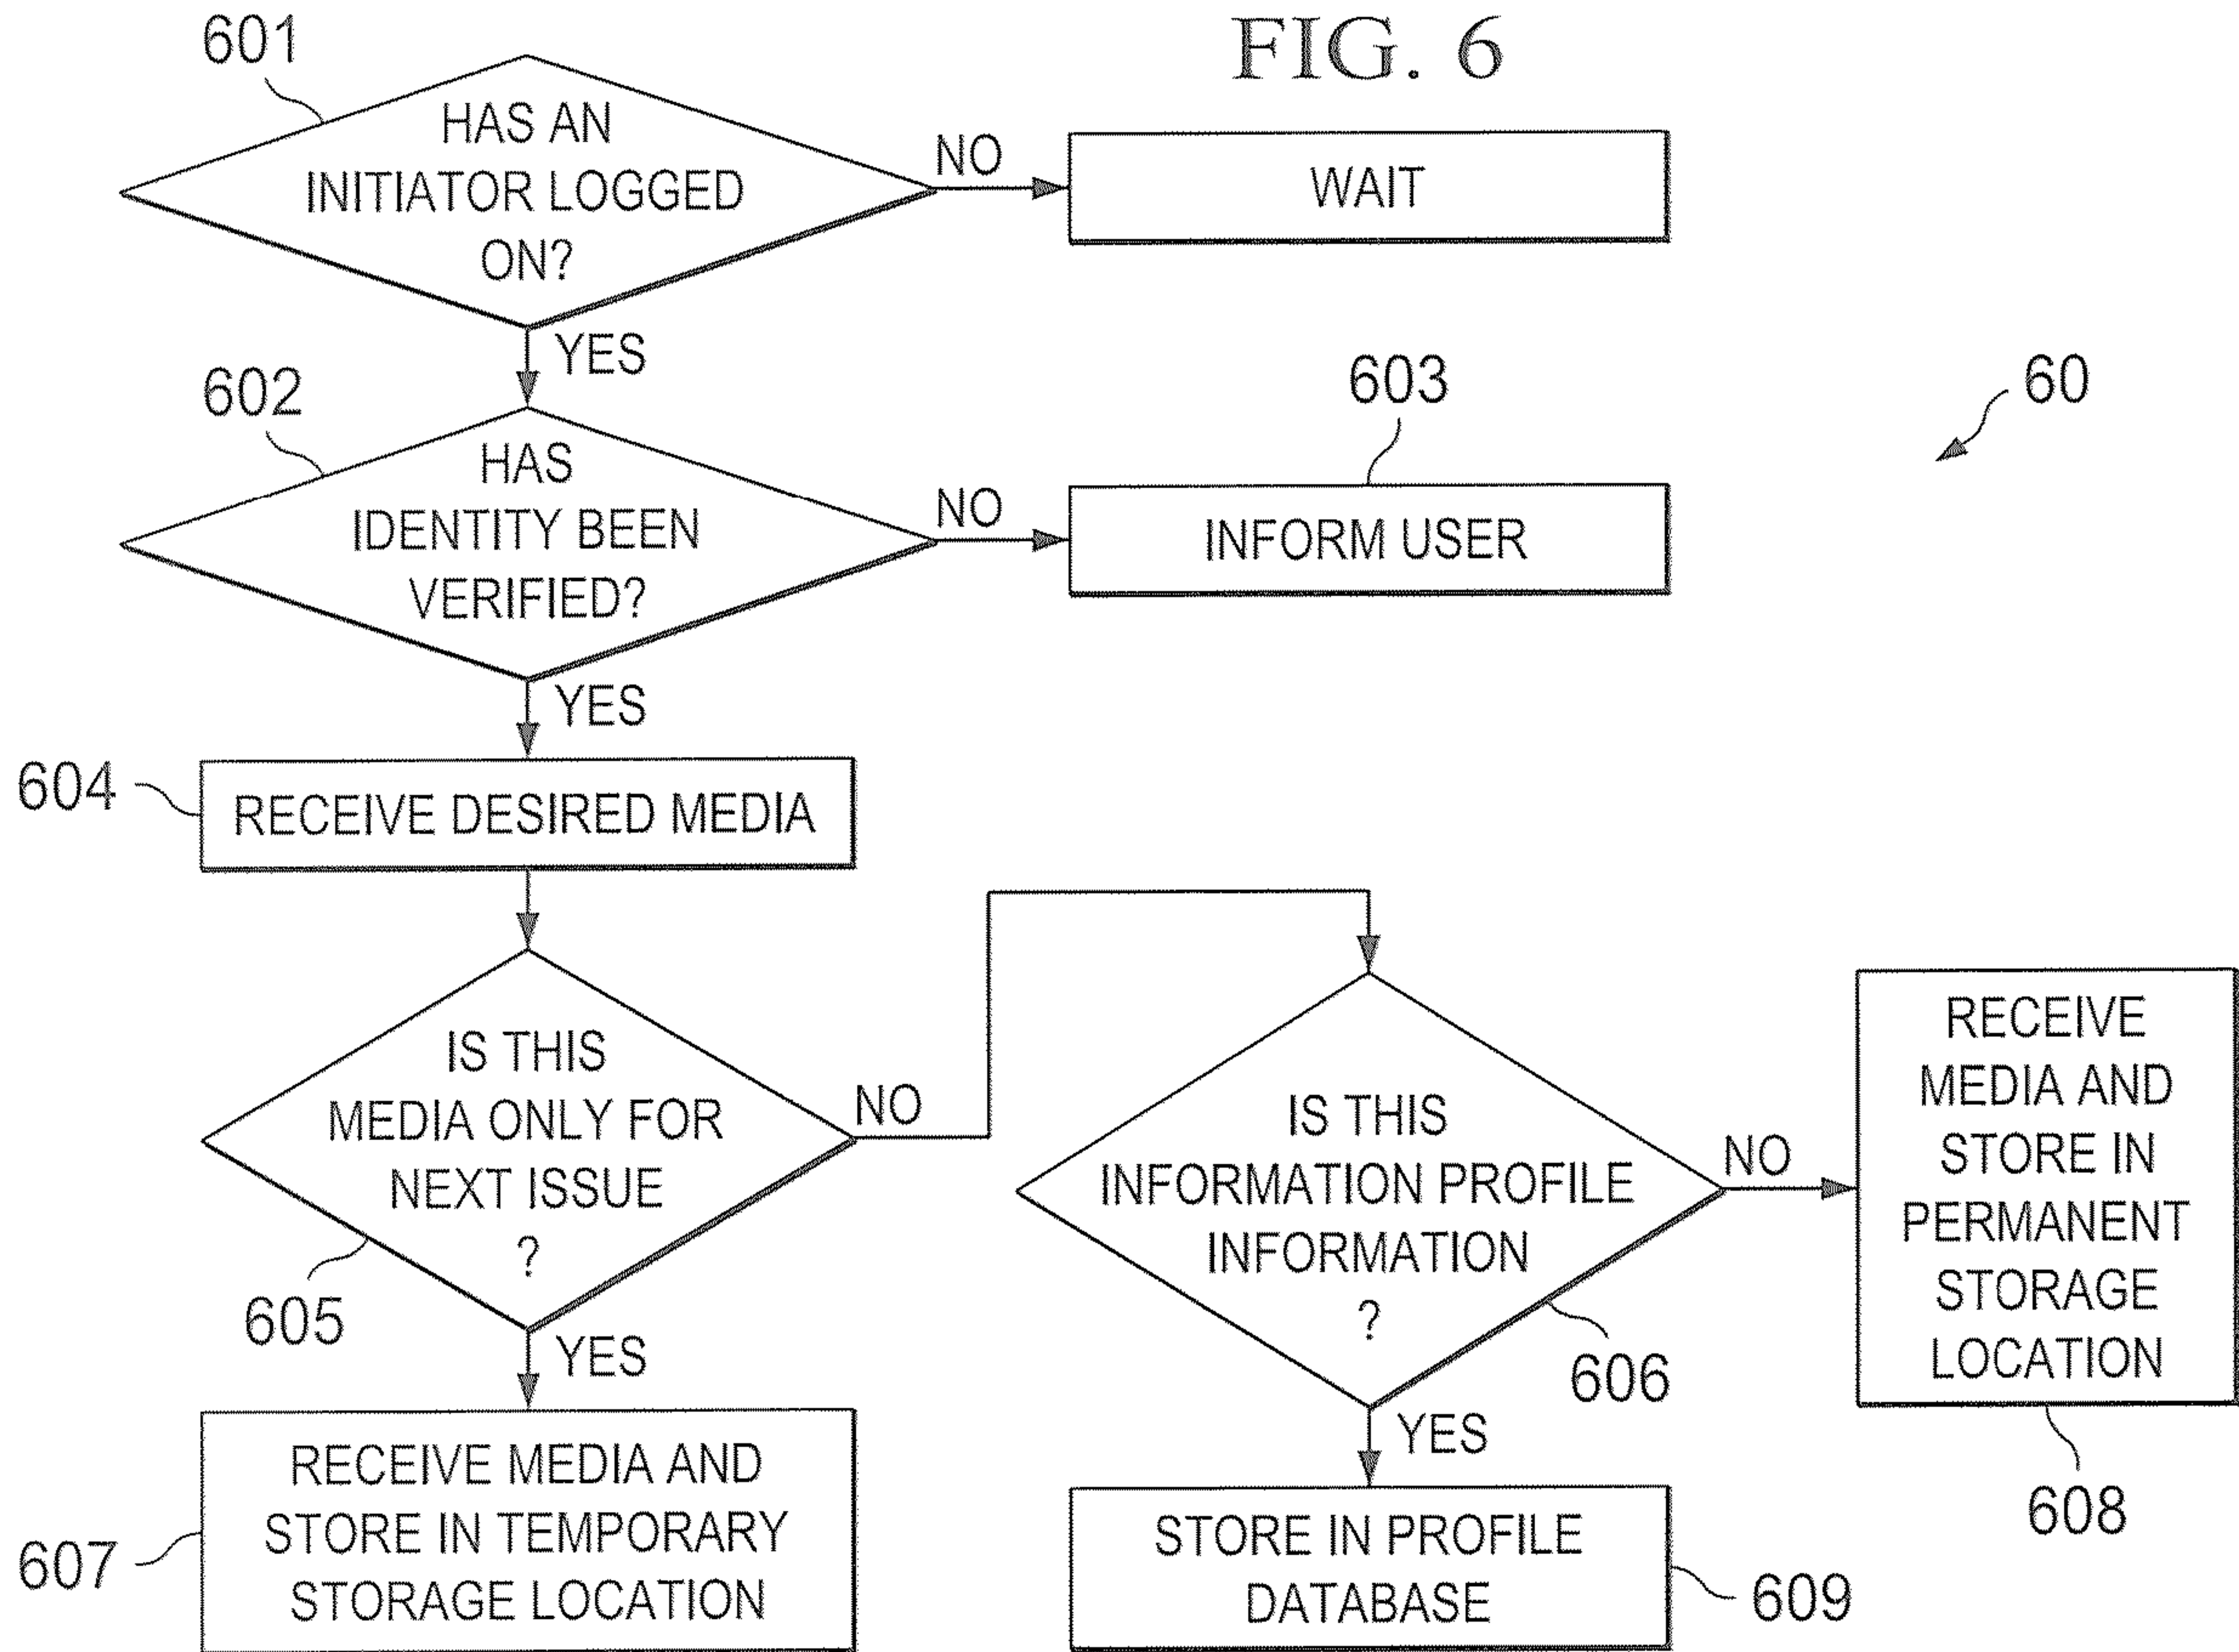 FIG. 6
601
HAS AN
INITIATOR LOGGED
ON?
NO
WAIT
YES
602
HAS
IDENTITY BEEN
VERIFIED?
NO
603
INFORM USER
60
YES
604
RECEIVE DESIRED MEDIA
IS THIS
MEDIA ONLY FOR
NEXT ISSUE
?
605
NO
YES
607
RECEIVE MEDIA AND
STORE IN TEMPORARY
STORAGE LOCATION
IS THIS
INFORMATION PROFILE
INFORMATION
?
606
NO
RECEIVE
MEDIA AND
STORE IN
PERMANENT
STORAGE
LOCATION
608
YES
STORE IN PROFILE
DATABASE
609